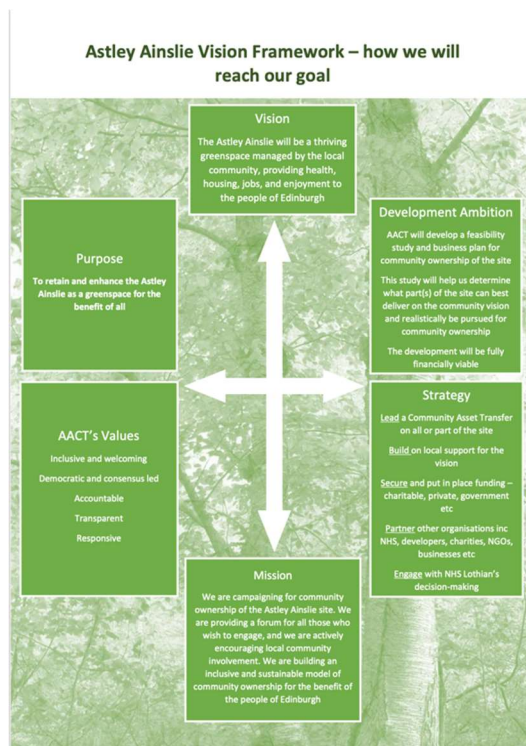 Astley Ainslie Vision Framework – how we will
reach our goal
Vision
The Astley Ainslie will be a thriving
greenspace managed by the local
community, providing health,
housing, jobs, and enjoyment to
the people of Edinburgh
Purpose
To retain and enhance the Astley
Ainslie as a greenspace for the
benefit of all
Development Ambition
AACT will develop a feasibility
study and business plan for
community ownership of the site
This study will help us determine
what part(s) of the site can best
deliver on the community vision
and realistically be pursued for
community ownership
The development will be fully
financially viable
AACT's Values
Inclusive and welcoming
Democratic and consensus led
Accountable
Transparent
Responsive
Strategy
Lead a Community Asset Transfer
on all or part of the site
Build on local support for the
vision
Secure and put in place funding –
charitable, private, government
etc
Partner other organisations inc
NHS, developers, charities, NGOs,
businesses etc
Engage with NHS Lothian's
decision-making
Mission
We are campaigning for community
ownership of the Astley Ainslie site. We
are providing a forum for all those who
wish to engage, and we are actively
encouraging local community
involvement. We are building an
inclusive and sustainable model of
community ownership for the benefit of
the people of Edinburgh